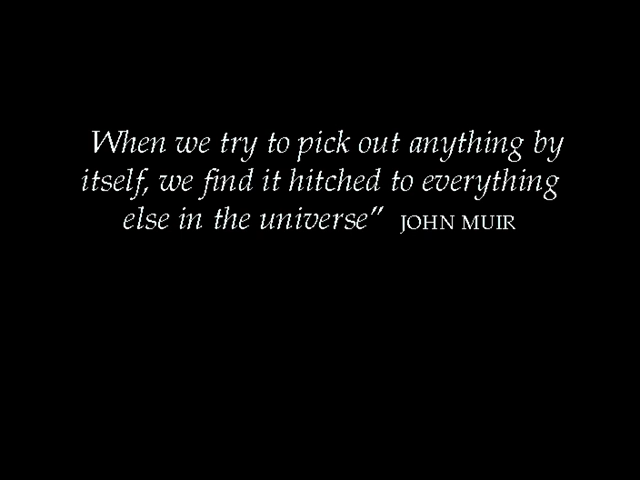 When we try to pick out anything by
itself, we find it hitched to everything
else in the universe” JOHN MUIR